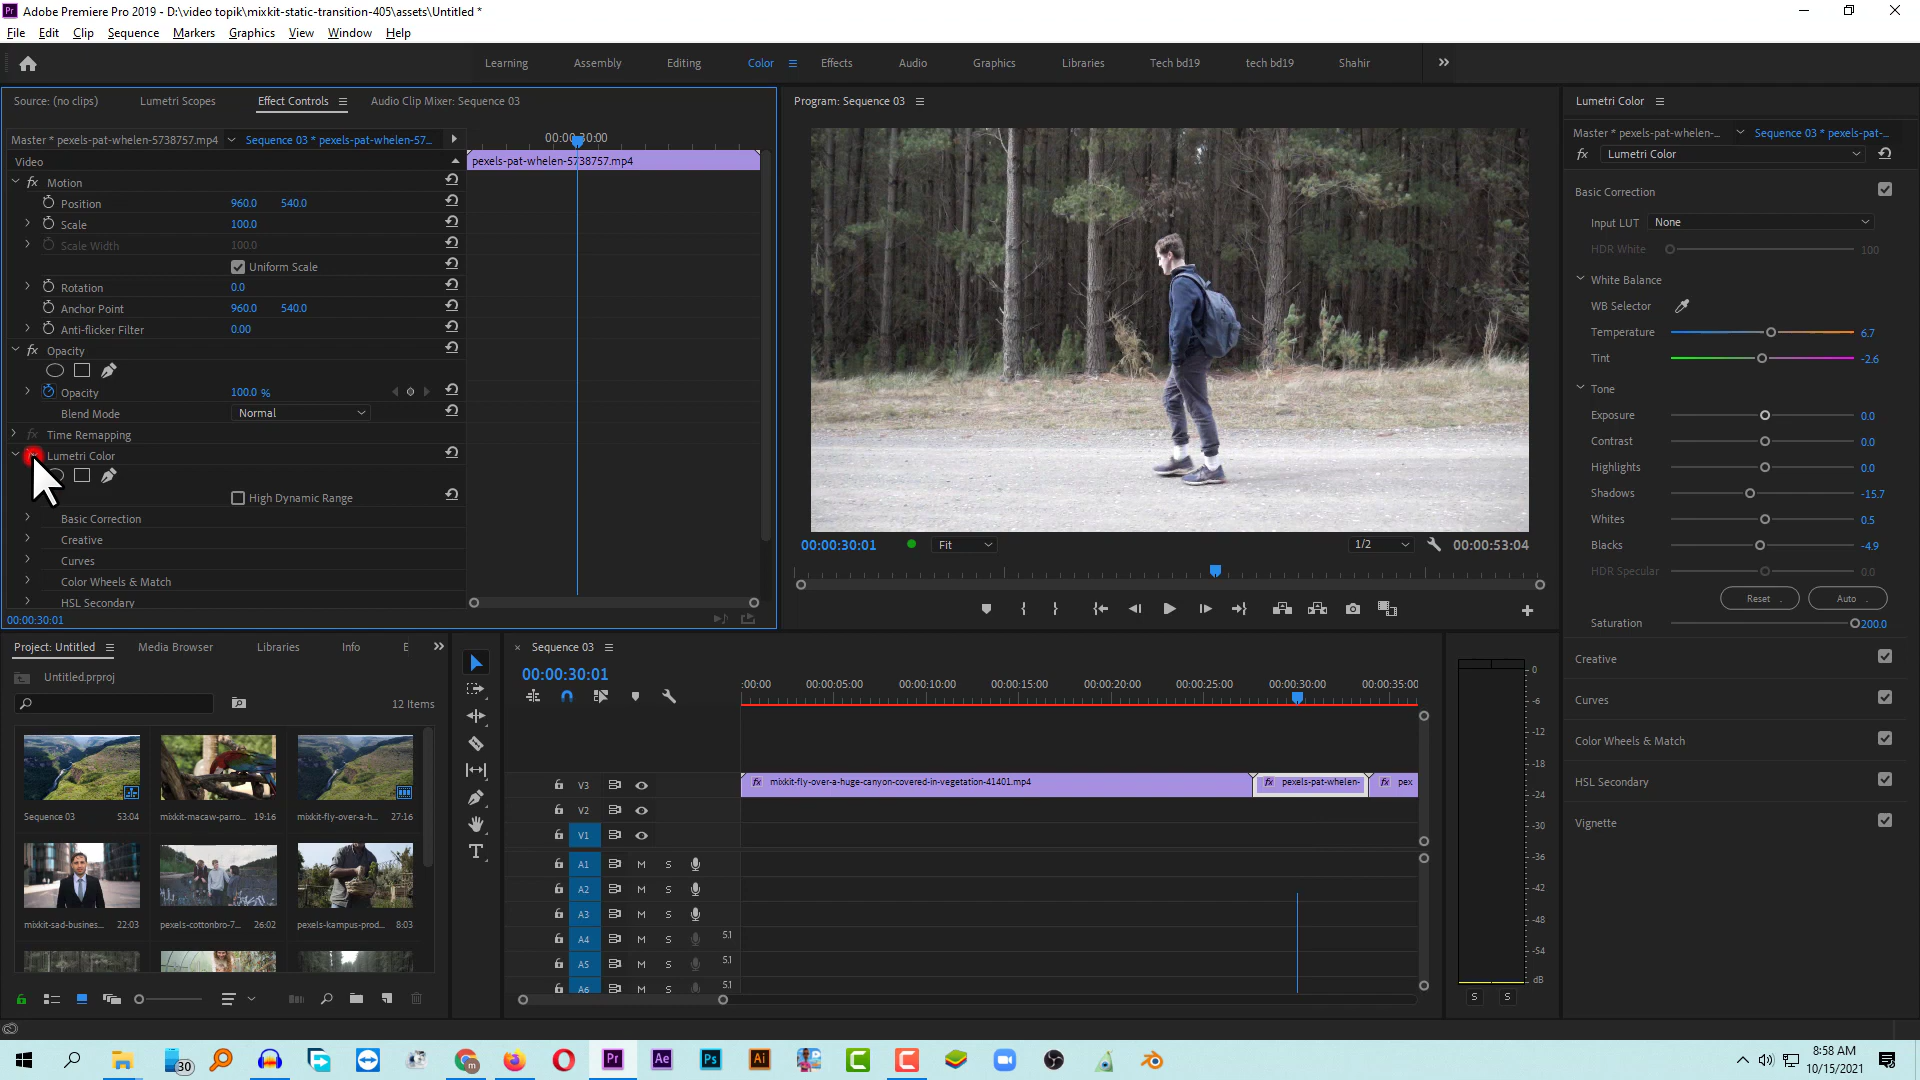 Adobe Premiere Pro 2019 - D:\video topik\mixkit-static-transition-405\assets\Untitled *
File Edit Clip Sequence Markers Graphics View Window Help
Learning Assembly Editing Color Effects Audio Graphics Libraries Tech bd19 tech bd19 Shahir
Source: (no clips) Lumetri Scopes Effect Controls Audio Clip Mixer: Sequence 03
Master * pexels-pat-whelen-5738757.mp4 Sequence 03 * pexels-pat-whelen-57...
00:00:30:00
Video
pexels-pat-whelen-5738757.mp4
fx Motion
Position 960.0 540.0
Scale 100.0
Scale Width 100.0
Uniform Scale
Rotation 0.0
Anchor Point 960.0 540.0
Anti-flicker Filter 0.00
fx Opacity
Opacity 100.0 %
Blend Mode Normal
fx Time Remapping
Lumetri Color
High Dynamic Range
Basic Correction
Creative
Curves
Color Wheels & Match
HSL Secondary
00:00:30:01
Program: Sequence 03
00:00:30:01 Fit 1/2 00:00:53:04
Lumetri Color
Master * pexels-pat-whelen-... Sequence 03 * pexels-pat-...
fx Lumetri Color
Basic Correction
Input LUT None
HDR White 100
White Balance
WB Selector
Temperature 6.7
Tint -2.6
Tone
Exposure 0.0
Contrast 0.0
Highlights 0.0
Shadows -15.7
Whites 0.5
Blacks -4.9
HDR Specular 0.0
Reset Auto
Saturation 200.0
Creative
Curves
Color Wheels & Match
HSL Secondary
Vignette
Project: Untitled Media Browser Libraries Info E
Untitled.prproj
12 Items
Sequence 03 53:04 mixkit-macaw-parro... 19:16 mixkit-fly-over-a-h... 27:16
mixkit-sad-busines... 22:03 pexels-cottonbro-7... 26:02 pexels-kampus-prod... 8:03
Sequence 03
00:00:30:01
:00:00 00:00:05:00 00:00:10:00 00:00:15:00 00:00:20:00 00:00:25:00 00:00:30:00 00:00:35:00
V3 fx mixkit-fly-over-a-huge-canyon-covered-in-vegetation-41401.mp4 fx pexels-pat-whelen- fx pex
V2
V1
A1 M S
A2 M S
A3 M S
A4 M S 5.1
A5 M S 5.1
A6 M S 5.1
0
-6
-12
-18
-24
-30
-36
-42
-48
-54
dB
S S
Pr Ae Ps Ai
30
8:58 AM
10/15/2021